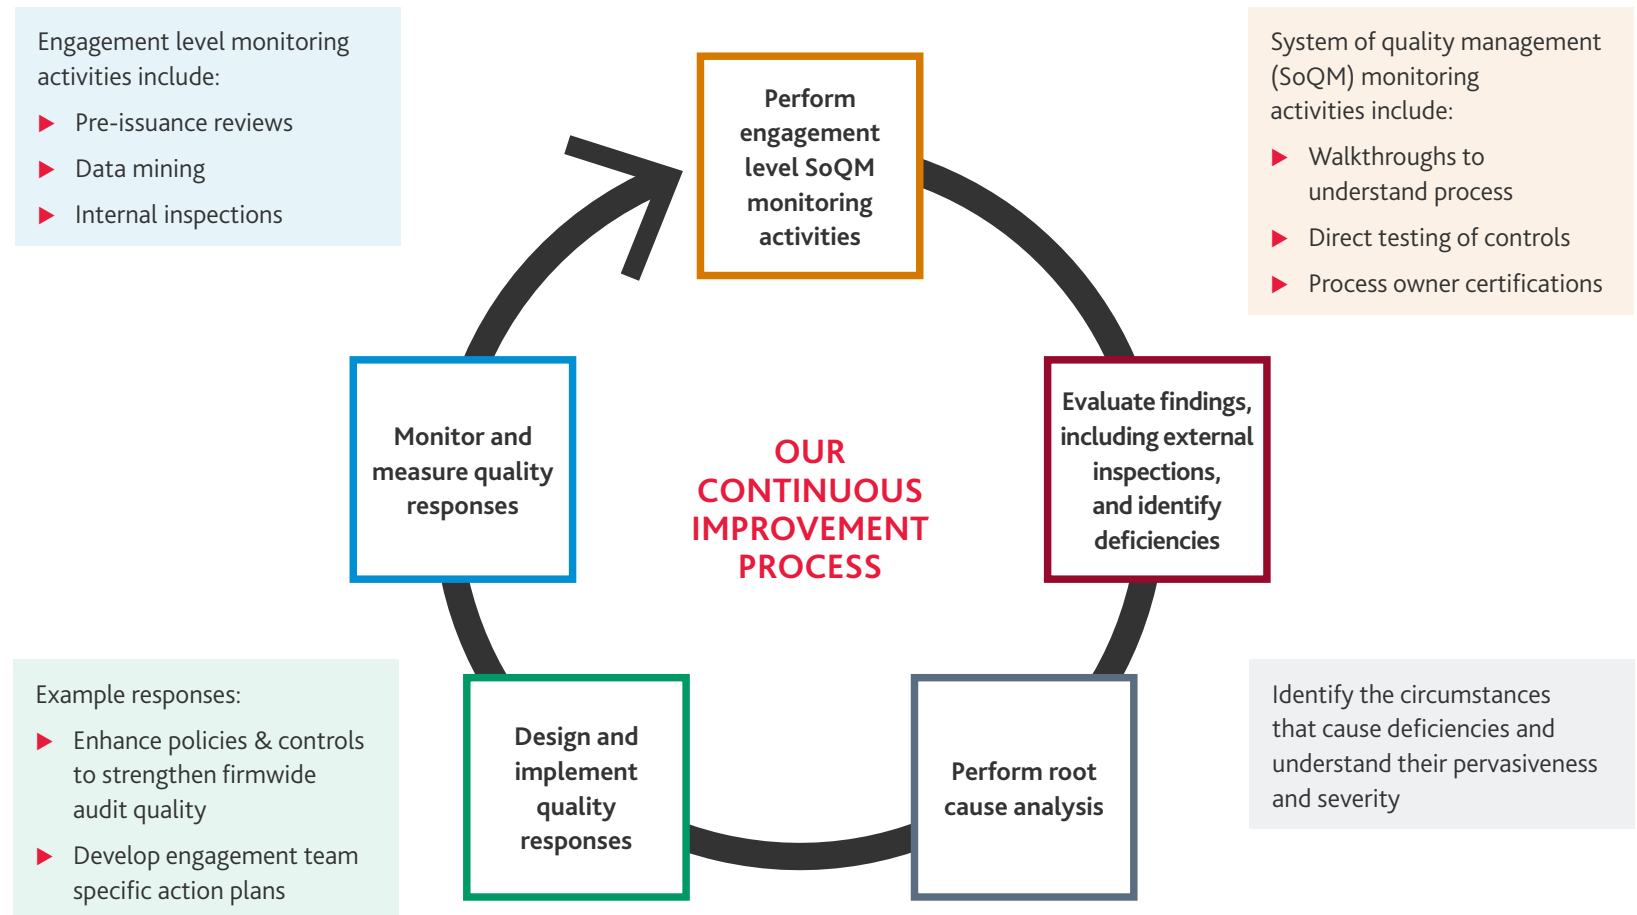 Engagement level monitoring
activities include:
Pre-issuance reviews
Data mining
Internal inspections
Perform
engagement
level SoQM
monitoring
activities
System of quality management
(SoQM) monitoring
activities include:
Walkthroughs to
understand process
Direct testing of controls
Process owner certifications
Monitor and
measure quality
responses
OUR
CONTINUOUS
IMPROVEMENT
PROCESS
Evaluate findings,
including external
inspections,
and identify
deficiencies
Example responses:
Enhance policies & controls
to strengthen firmwide
audit quality
Develop engagement team
specific action plans
Design and
implement
quality
responses
Perform root
cause analysis
Identify the circumstances
that cause deficiencies and
understand their pervasiveness
and severity